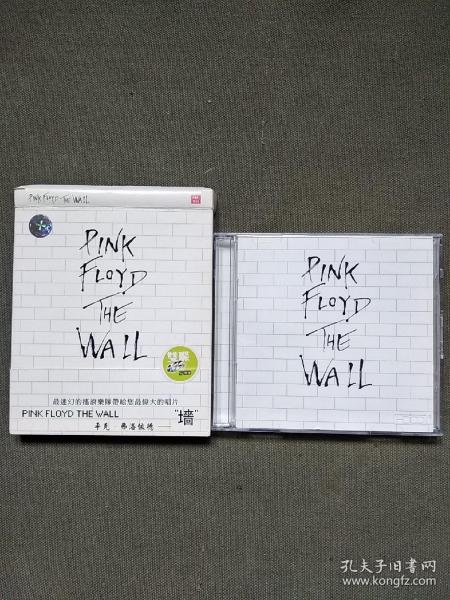 PINK FLOYD THE WALL
PINK
FLOYD
THE
WALL
最迷幻的搖滾樂隊帶給您最偉大的唱片
PINK FLOYD THE WALL
平克·弗洛依德——"墙"
PINK
FLOYD
THE
WALL
孔夫子旧书网
www.kongfz.com